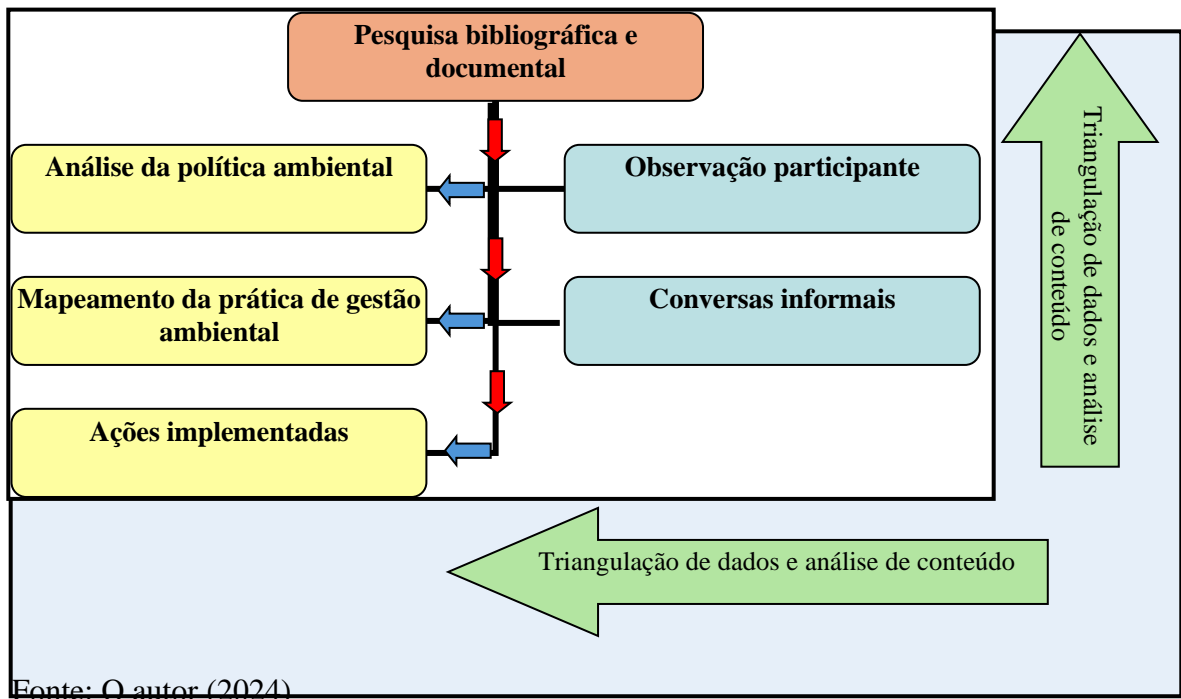 Pesquisa bibliográfica e
documental
Análise da política ambiental
Observação participante
Mapeamento da prática de gestão
ambiental
Conversas informais
Ações implementadas
Triangulação de dados e análise
de conteúdo
Triangulação de dados e análise de conteúdo
Fonte: O autor (2024)